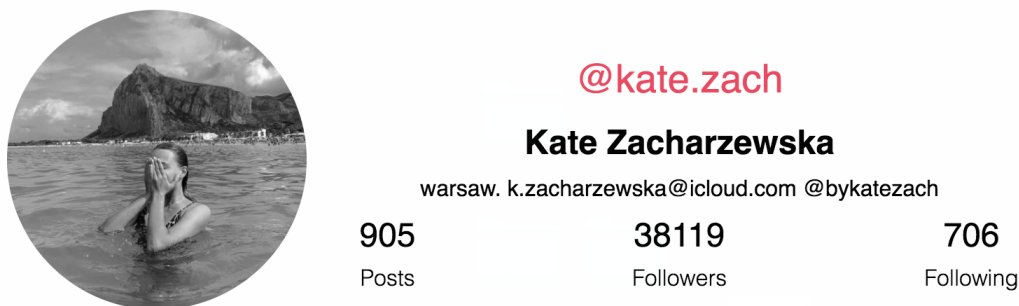 @kate.zach
Kate Zacharzewska
warsaw. k.zacharzewska@icloud.com @bykatezach
905 38119 706
Posts Followers Following